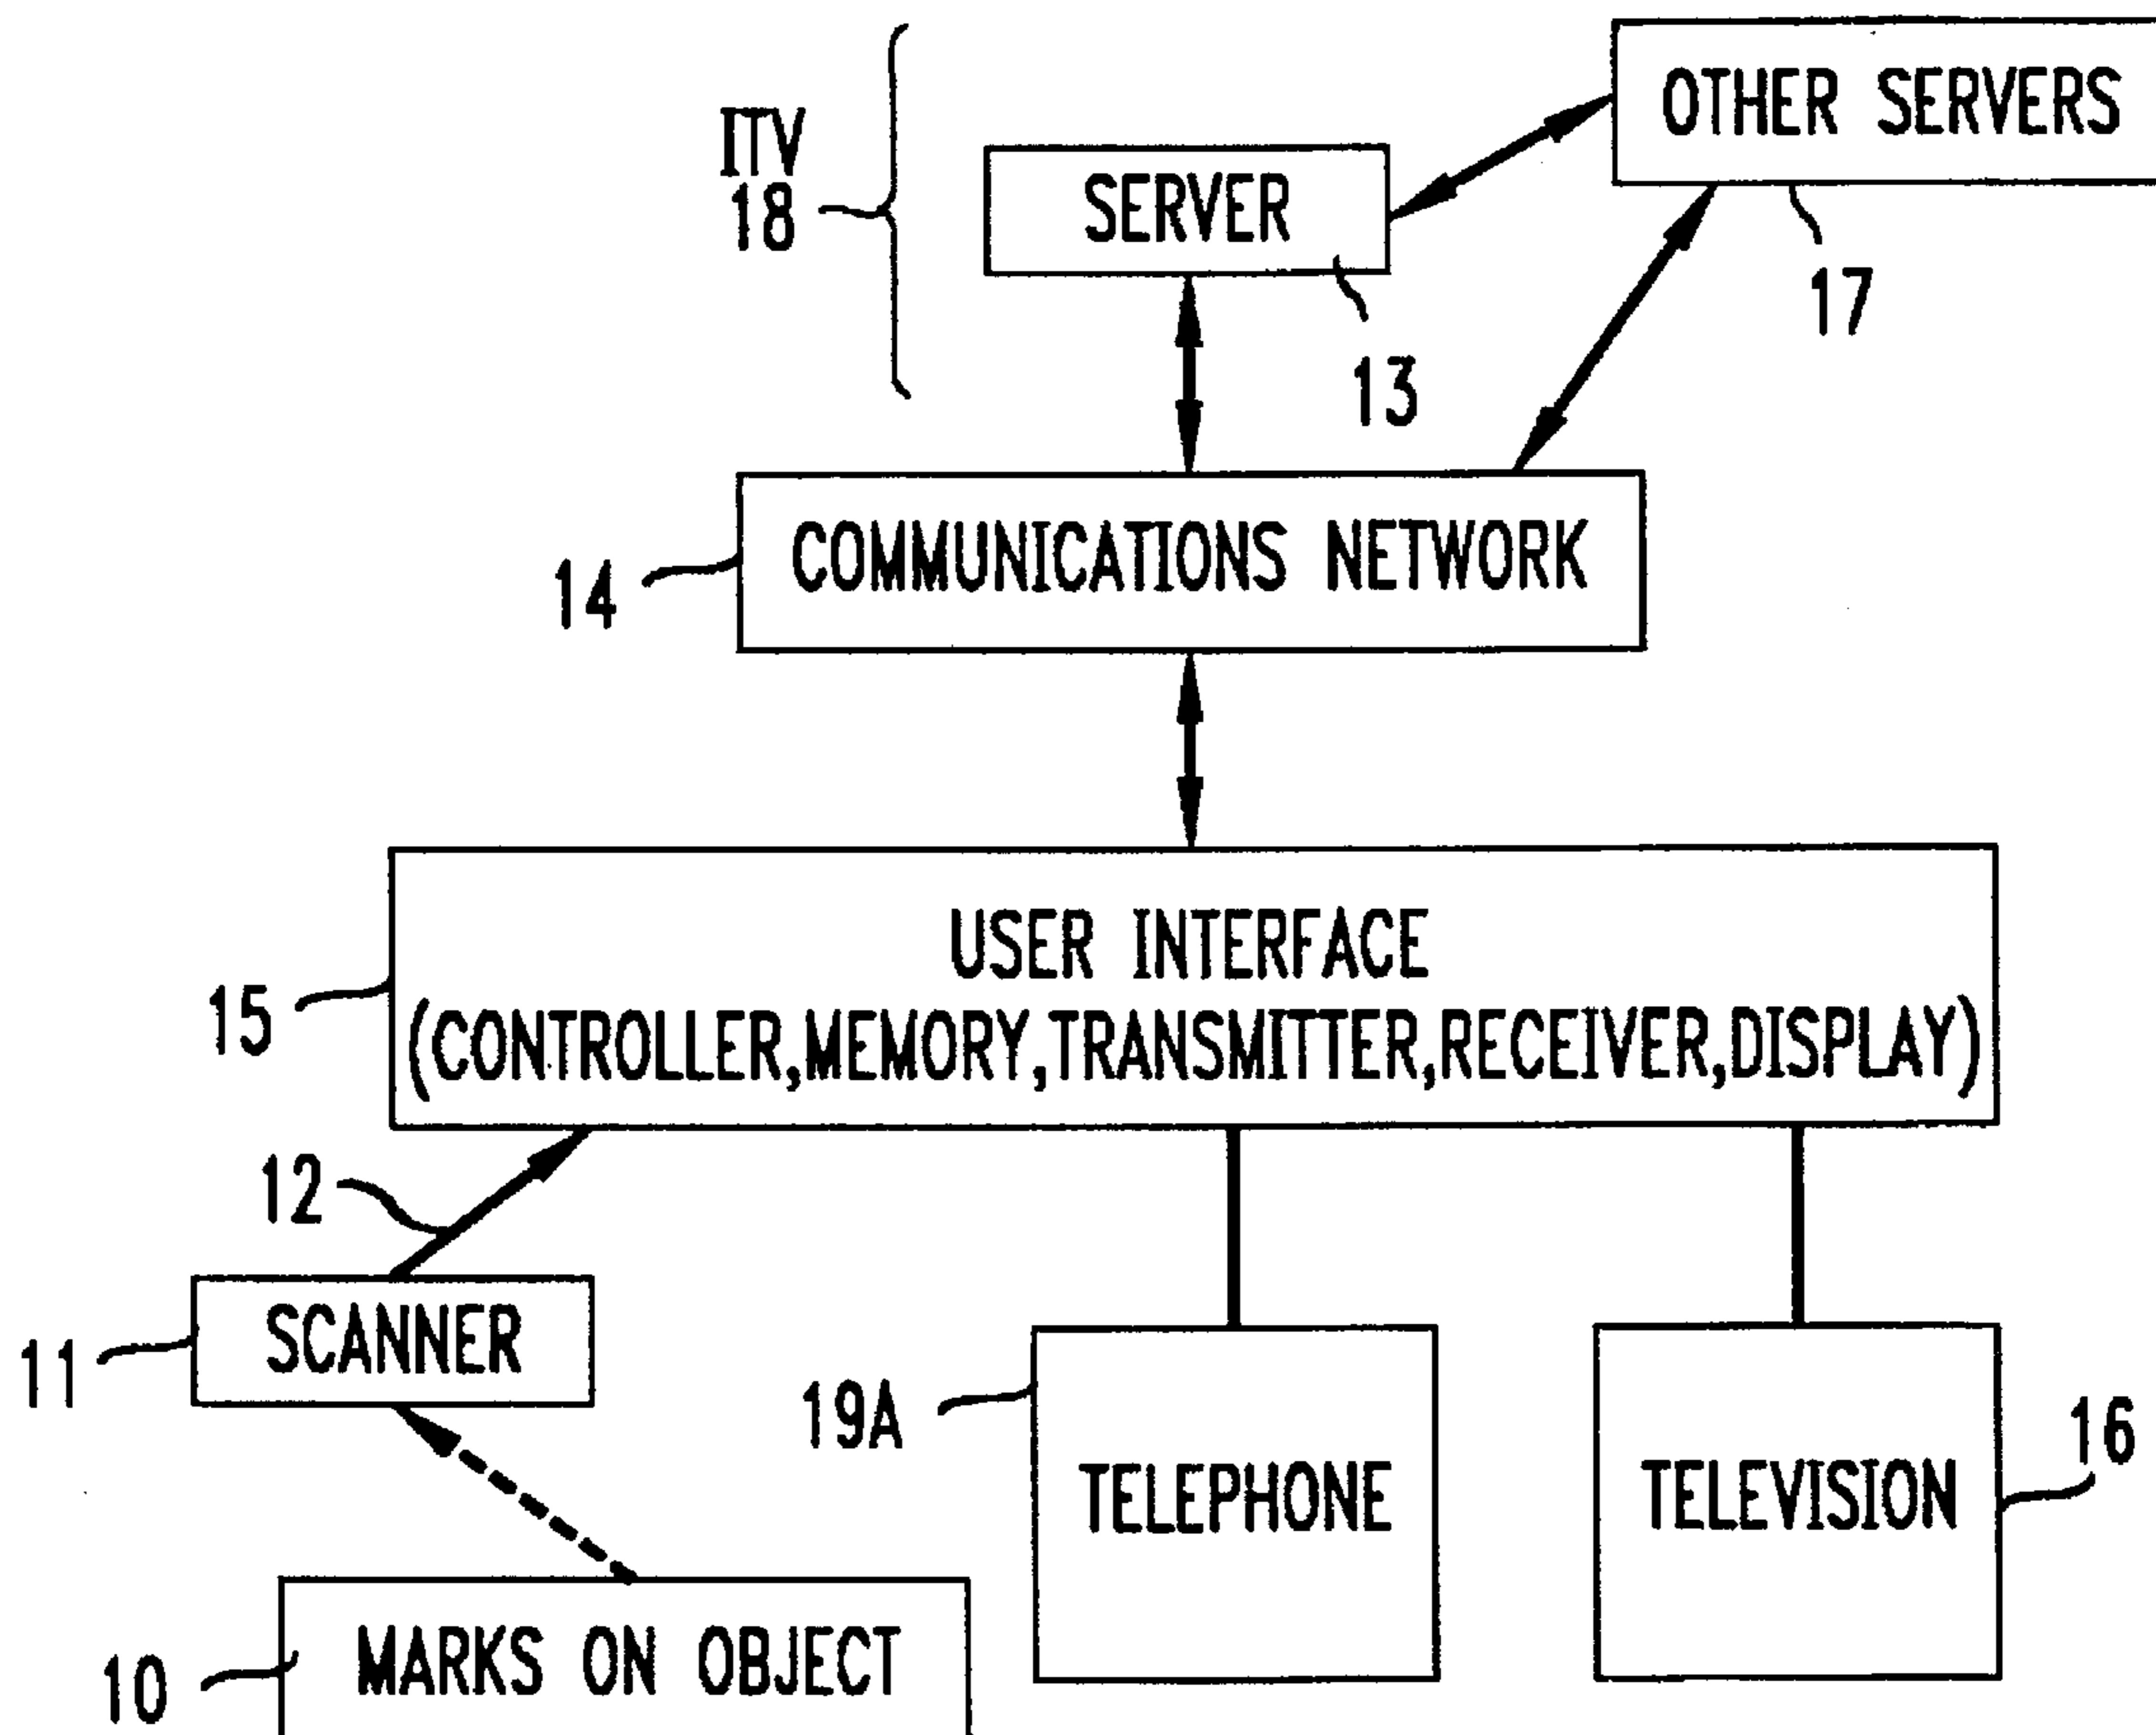 OTHER SERVERS
ITV
18
SERVER
17
13
COMMUNICATIONS NETWORK
14
USER INTERFACE
(CONTROLLER,MEMORY,TRANSMITTER,RECEIVER,DISPLAY)
15
12
SCANNER
11
19A
TELEPHONE
16
TELEVISION
MARKS ON OBJECT
10